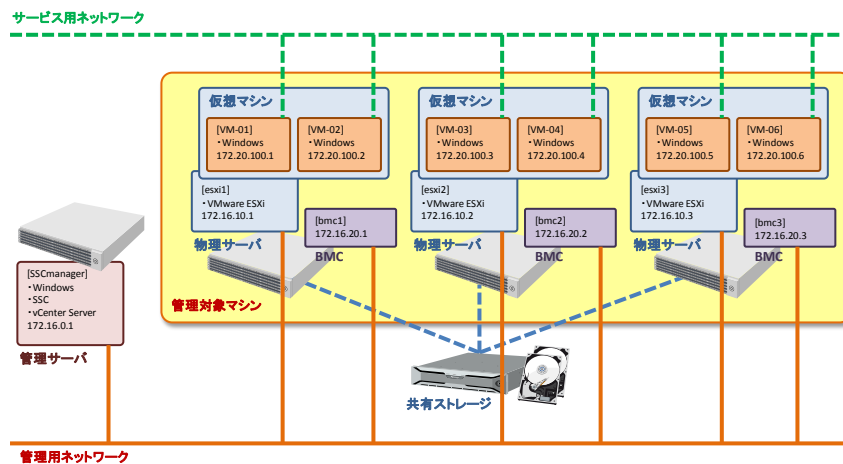 サービス用ネットワーク
仮想マシン
[VM-01]
・Windows
172.20.100.1
[VM-02]
・Windows
172.20.100.2
仮想マシン
[VM-03]
・Windows
172.20.100.3
[VM-04]
・Windows
172.20.100.4
仮想マシン
[VM-05]
・Windows
172.20.100.5
[VM-06]
・Windows
172.20.100.6
[esxi1]
・VMware ESXi
172.16.10.1
物理サーバ
[bmc1]
172.16.20.1
BMC
[esxi2]
・VMware ESXi
172.16.10.2
物理サーバ
[bmc2]
172.16.20.2
BMC
[esxi3]
・VMware ESXi
172.16.10.3
物理サーバ
[bmc3]
172.16.20.3
BMC
[SSCmanager]
・Windows
・SSC
・vCenter Server
172.16.0.1
管理サーバ
管理対象マシン
共有ストレージ
管理用ネットワーク